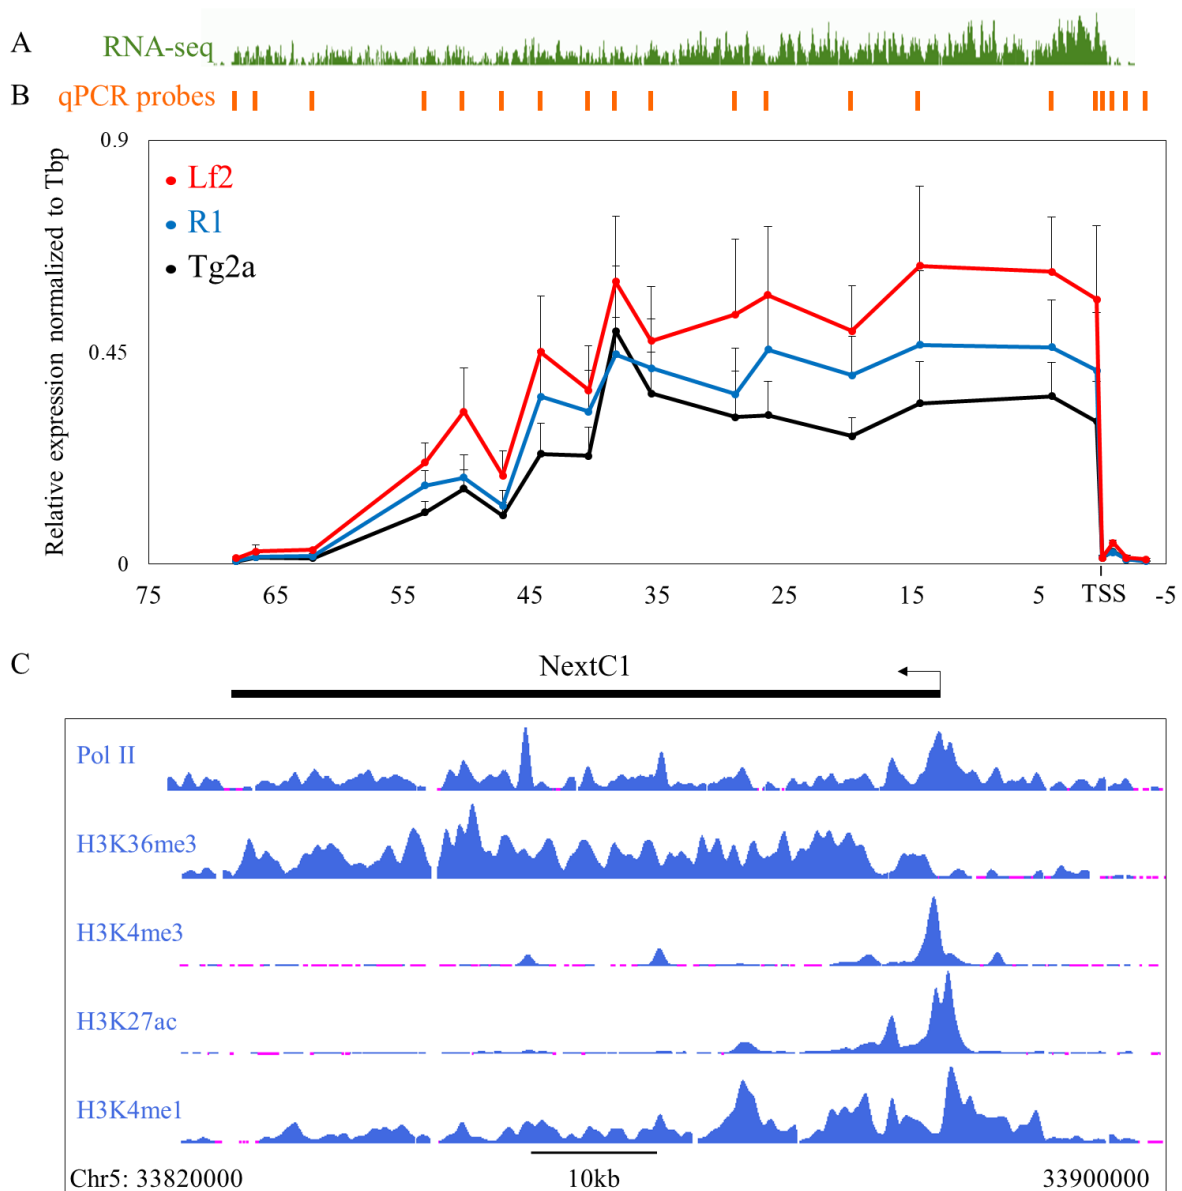 A
RNA-seq
B
qPCR probes
Relative expression normalized to Tbp
0.9
0.45
0
Lf2
R1
Tg2a
75 65 55 45 35 25 15 5 TSS -5
C
NextC1
Pol II
H3K36me3
H3K4me3
H3K27ac
H3K4me1
Chr5: 33820000 10kb 33900000